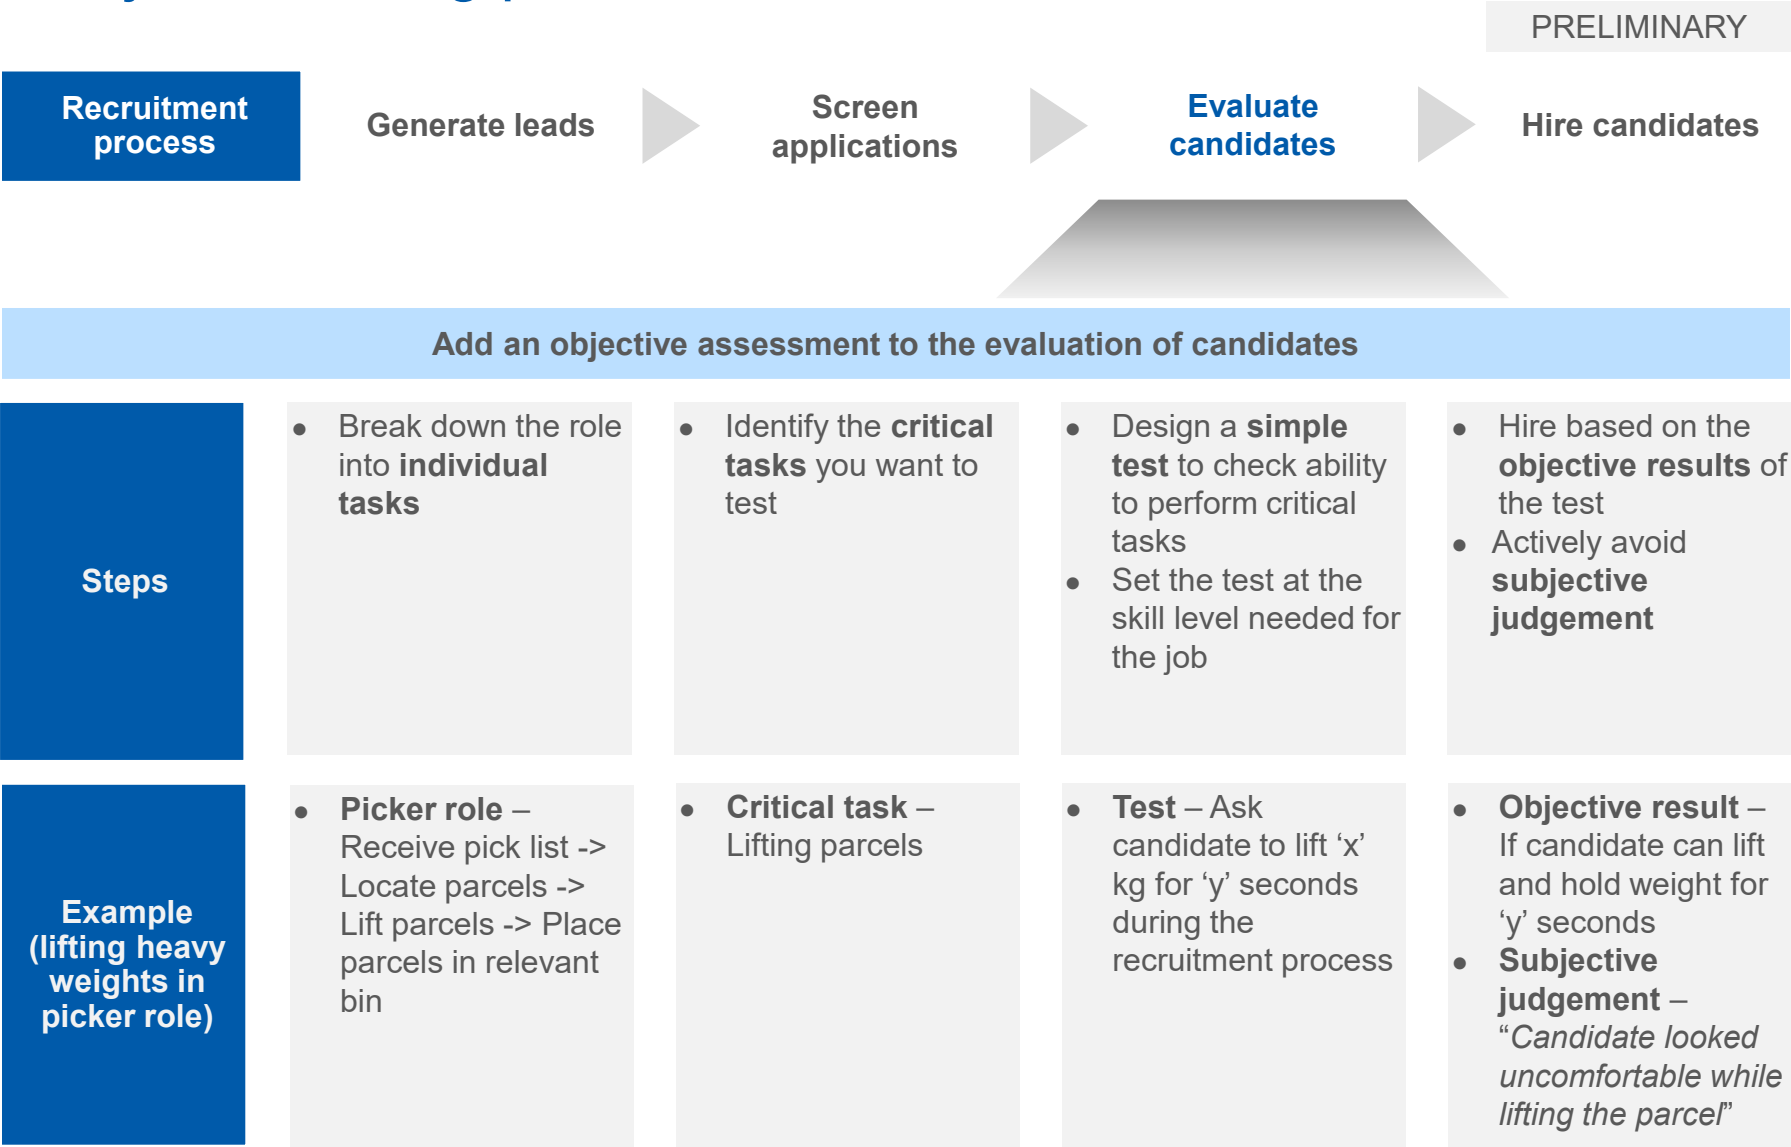 PRELIMINARY
Recruitment
process
Generate leads
Screen
applications
Evaluate
candidates
Hire candidates
Add an objective assessment to the evaluation of candidates
Steps
● Break down the role
into individual
tasks
● Identify the critical
tasks you want to
test
● Design a simple
test to check ability
to perform critical
tasks
● Set the test at the
skill level needed for
the job
● Hire based on the
objective results of
the test
● Actively avoid
subjective
judgement
Example
(lifting heavy
weights in
picker role)
● Picker role –
Receive pick list ->
Locate parcels ->
Lift parcels -> Place
parcels in relevant
bin
● Critical task –
Lifting parcels
● Test – Ask
candidate to lift ‘x’
kg for ‘y’ seconds
during the
recruitment process
● Objective result –
If candidate can lift
and hold weight for
‘y’ seconds
● Subjective
judgement –
“Candidate looked
uncomfortable while
lifting the parcel”